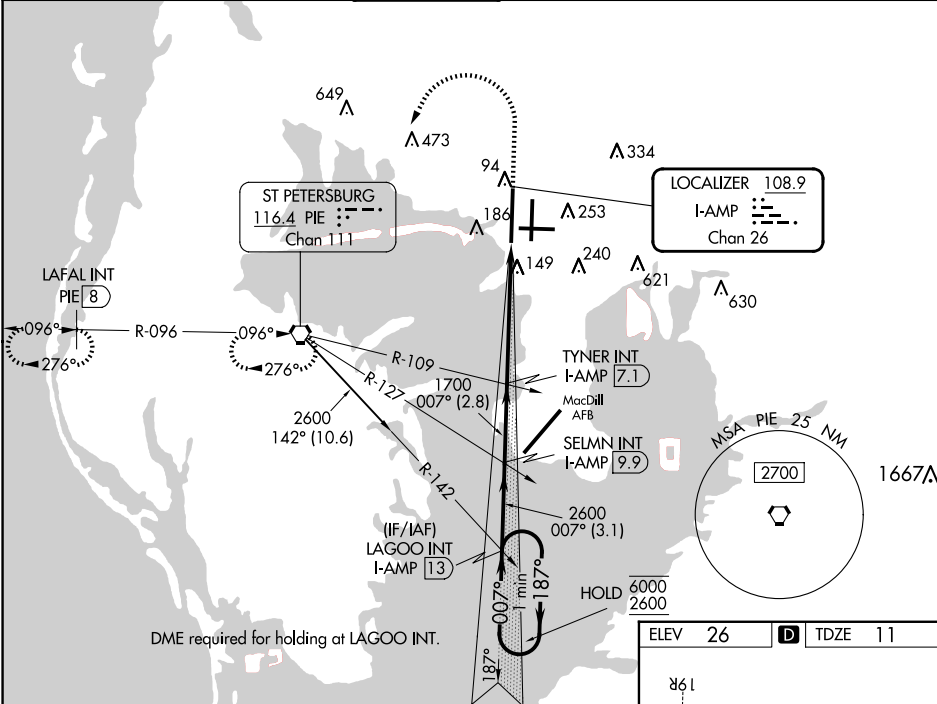 649
473
94
334
ST PETERSBURG
116.4 PIE
Chan 111
186
253
LOCALIZER 108.9
I-AMP
Chan 26
149
240
621
630
LAFAL INT
PIE 8
096°
R-096
096°
276°
276°
R-109
R-127
1700
007° (2.8)
TYNER INT
I-AMP 7.1
MacDill
AFB
2600
142° (10.6)
R-142
SELMN INT
I-AMP 9.9
MSA PIE 25 NM
2700
1667
2600
007° (3.1)
(IF/IAF)
LAGOO INT
I-AMP 13
007°
1 min
187°
HOLD 6000
2600
187°
DME required for holding at LAGOO INT.
ELEV 26 D TDZE 11
19R